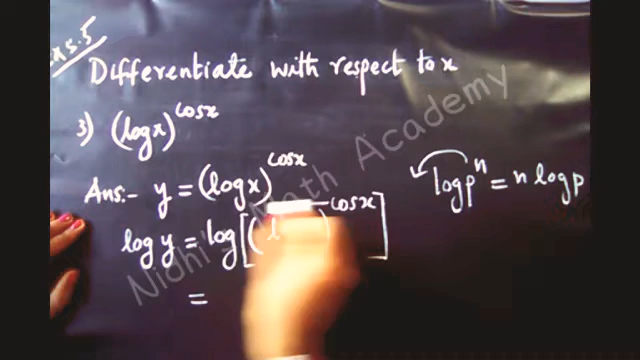 Ex 5.5
Differentiate with respect to x
3) (logx)^cosx
Ans:- y = (logx)^cosx
log p^n = n log p
log y = log[( l )^cosx]
=
Nidhi's Math Academy